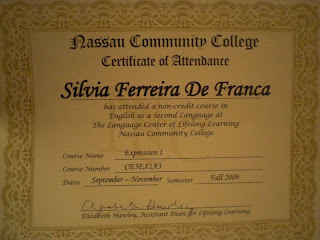 Nassau Community College
Certificate of Attendance
Silvia Ferreira De Franca
has attended a non-credit course in
English as a Second Language at
The Language Center of Lifelong Learning
Nassau Community College
Course Name Expression I
Course Number
Dates September - November Semester Fall 2009
Elizabeth Hawley
Elizabeth Hawley, Assistant Dean for Lifelong Learning